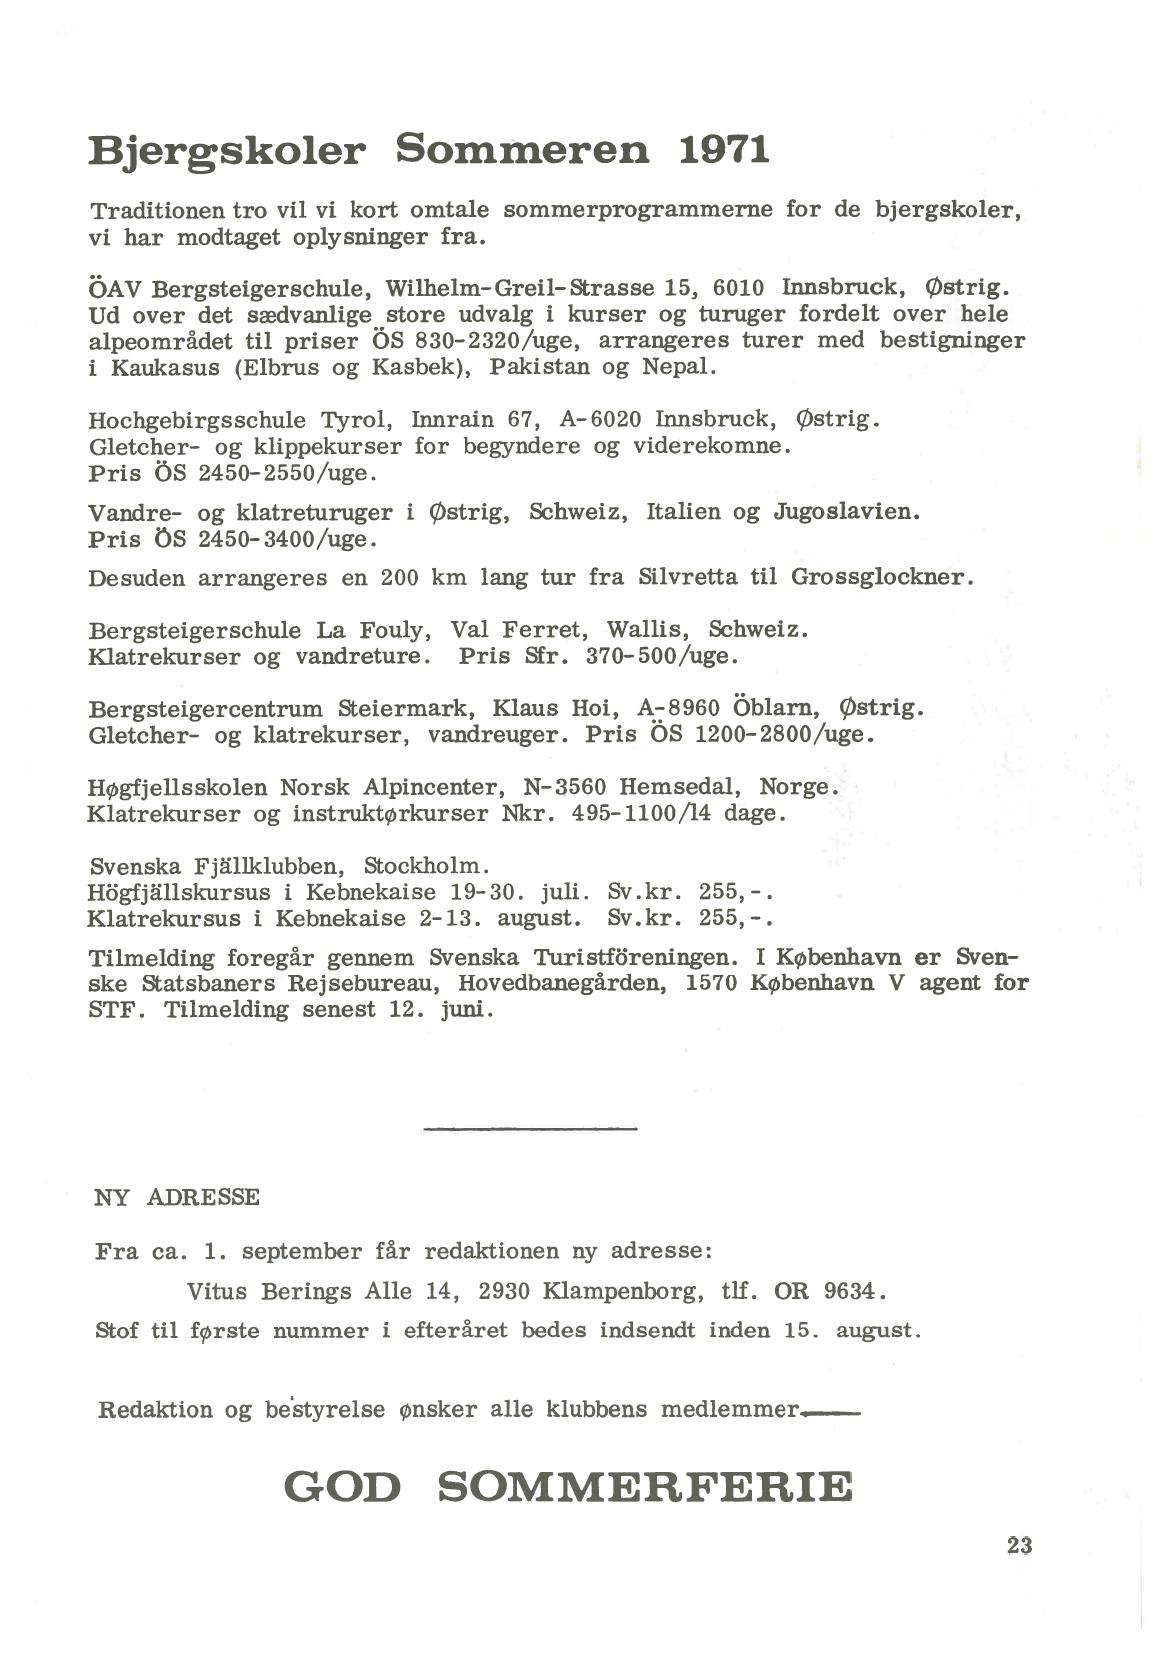 Bjergskoler Sommeren 1971
Traditionen tro vil vi kort omtale sommerprogrammerne for de bjergskoler,
vi har modtaget oplysninger fra.
ÖAV Bergsteigerschule, Wilhelm-Greil-Strasse 15, 6010 Innsbruck, Østrig.
Ud over det sædvanlige store udvalg i kurser og turuger fordelt over hele
alpeområdet til priser ÖS 830-2320/uge, arrangeres turer med bestigninger
i Kaukasus (Elbrus og Kasbek), Pakistan og Nepal.
Hochgebirgsschule Tyrol, Innrain 67, A-6020 Innsbruck, Østrig.
Gletcher- og klippekurser for begyndere og viderekomne.
Pris ÖS 2450-2550/uge.
Vandre- og klatreturuger i Østrig, Schweiz, Italien og Jugoslavien.
Pris ÖS 2450-3400/uge.
Desuden arrangeres en 200 km lang tur fra Silvretta til Grossglockner.
Bergsteigerschule La Fouly, Val Ferret, Wallis, Schweiz.
Klatrekurser og vandreture. Pris Sfr. 370-500/uge.
Bergsteigercentrum Steiermark, Klaus Hoi, A-8960 Öblarn, Østrig.
Gletcher- og klatrekurser, vandreuger. Pris ÖS 1200-2800/uge.
Høgfjellsskolen Norsk Alpincenter, N-3560 Hemsedal, Norge.
Klatrekurser og instruktørkurser Nkr. 495-1100/14 dage.
Svenska Fjällklubben, Stockholm.
Högfjällskursus i Kebnekaise 19-30. juli. Sv.kr. 255,-.
Klatrekursus i Kebnekaise 2-13. august. Sv.kr. 255,-.
Tilmelding foregår gennem Svenska Turistföreningen. I København er Sven-
ske Statsbaners Rejsebureau, Hovedbanegården, 1570 København V agent for
STF. Tilmelding senest 12. juni.
NY ADRESSE
Fra ca. 1. september får redaktionen ny adresse:
Vitus Berings Alle 14, 2930 Klampenborg, tlf. OR 9634.
Stof til første nummer i efteråret bedes indsendt inden 15. august.
Redaktion og bestyrelse ønsker alle klubbens medlemmer
GOD SOMMERFERIE
23